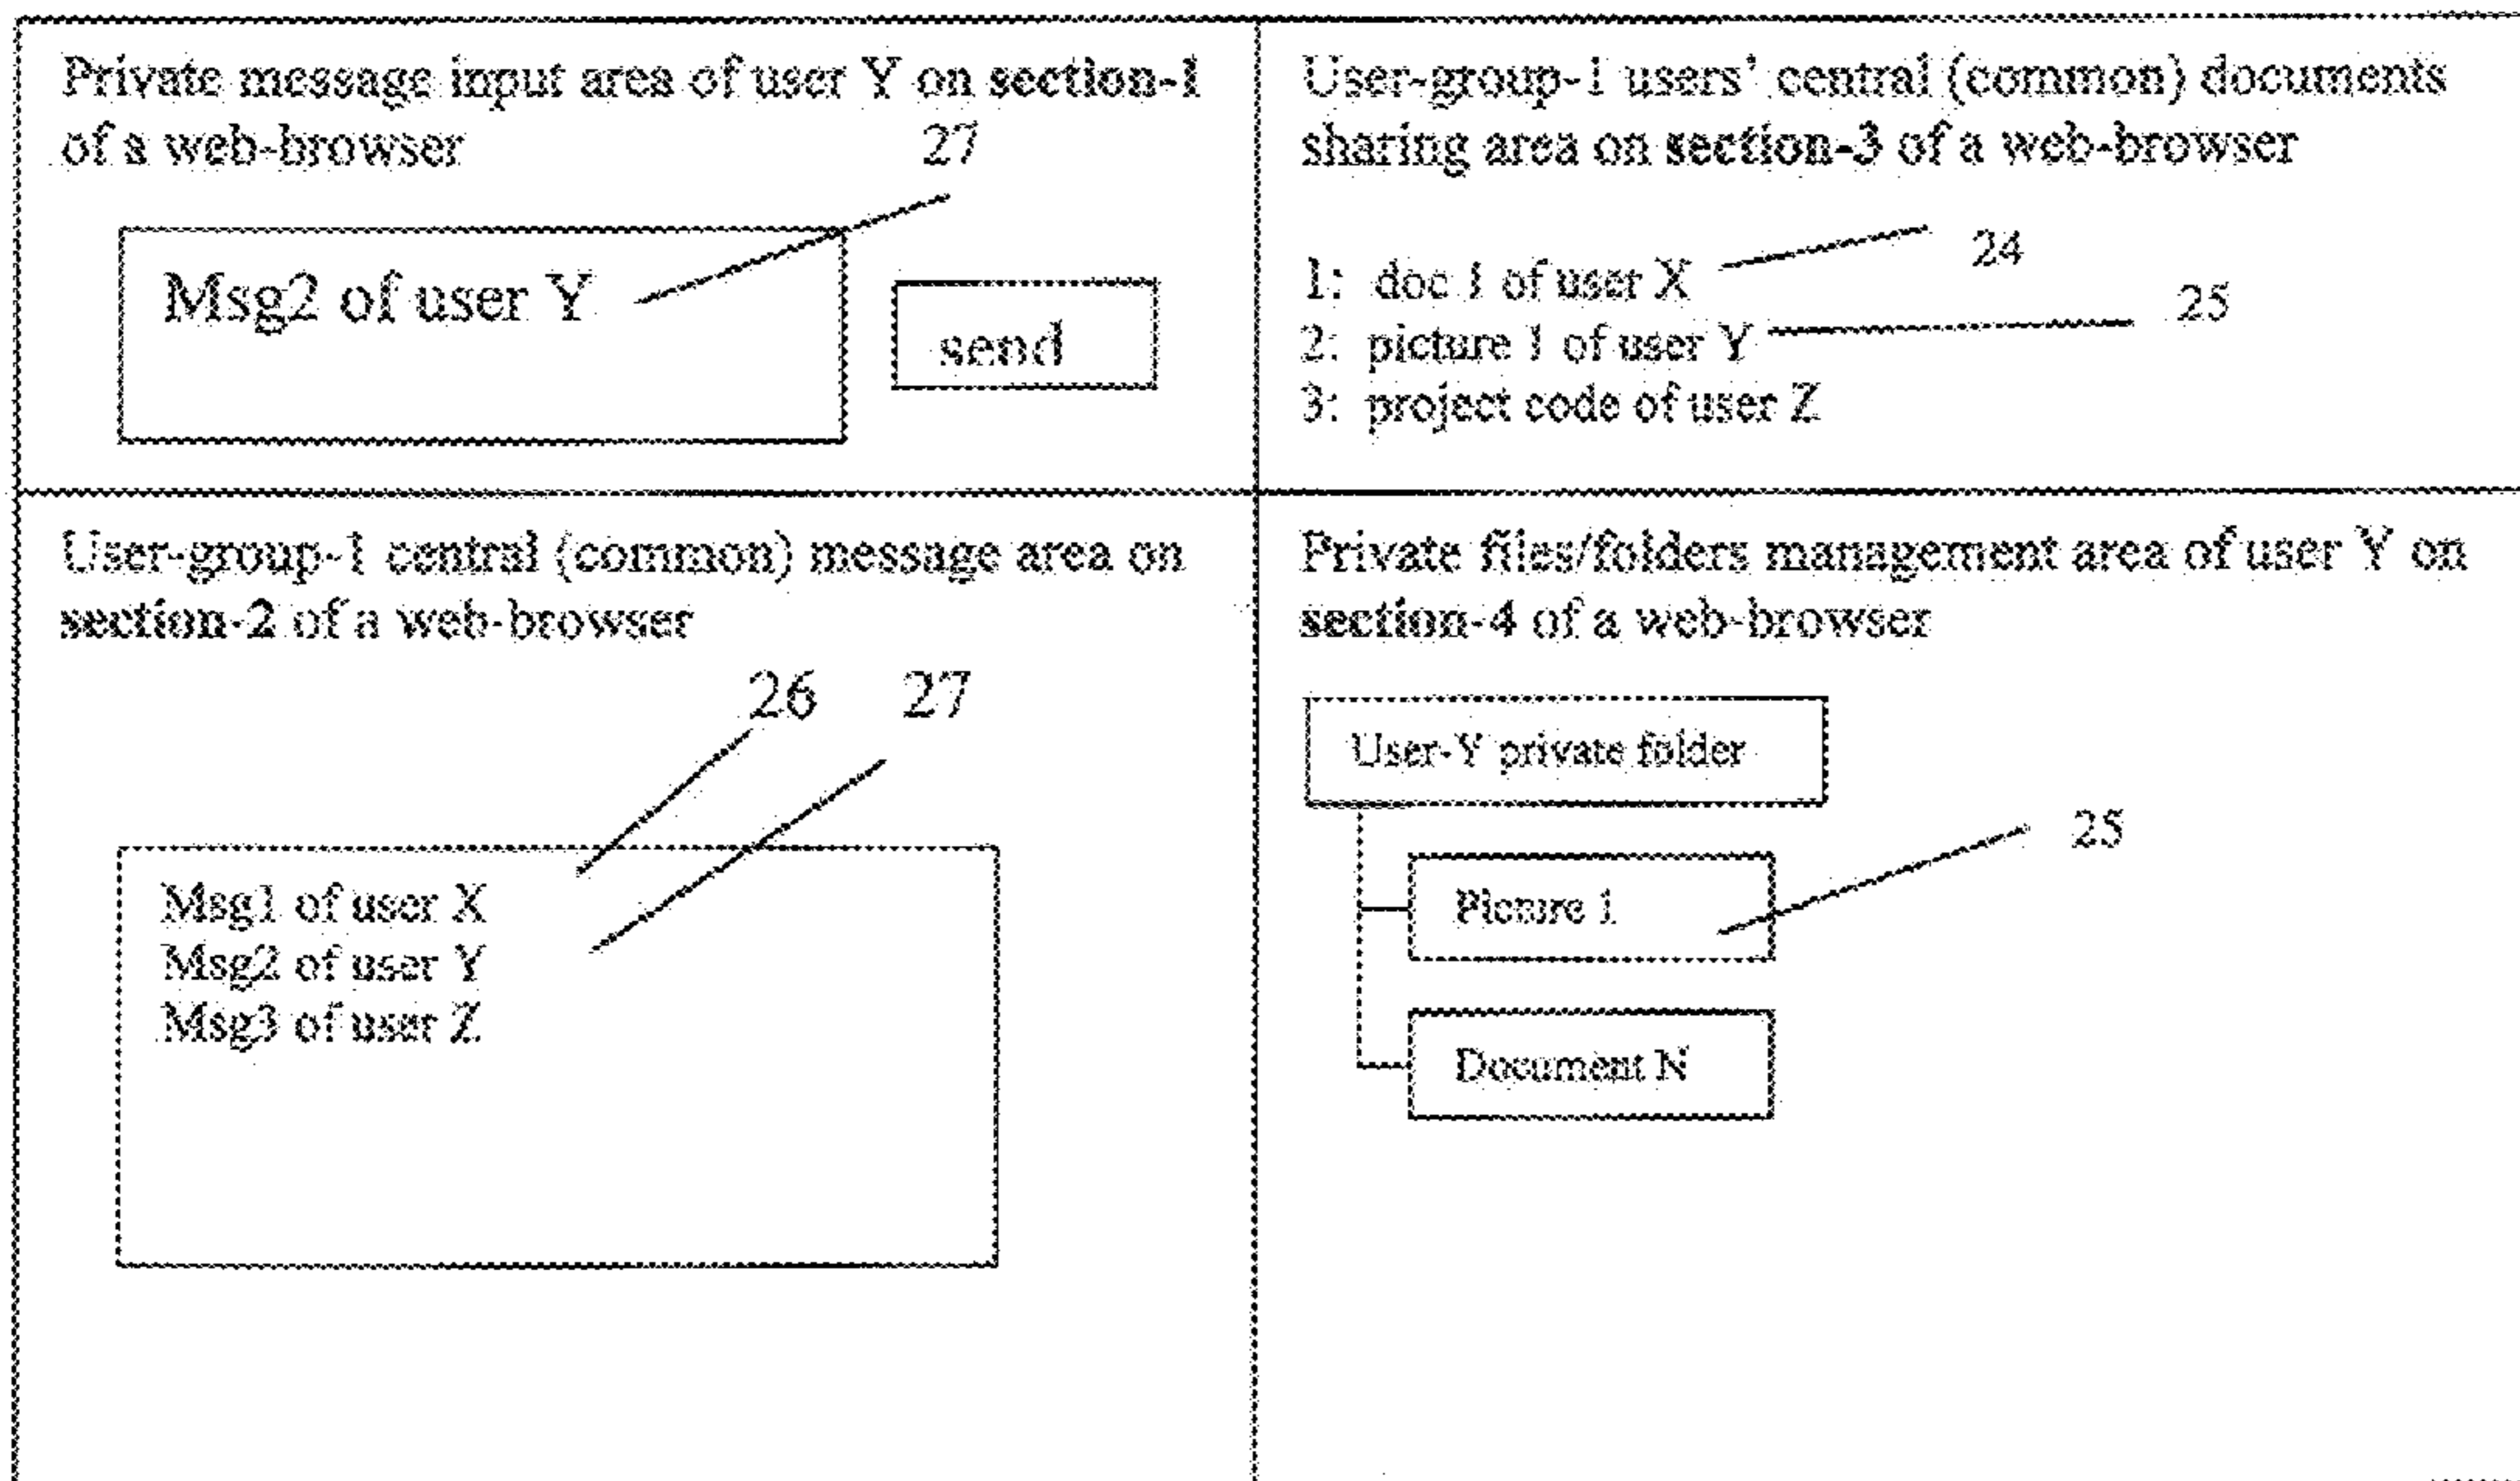 Private message input area of user Y on section-1
of a web-browser
27
Msg2 of user Y
send
User-group-1 users' central (common) documents
sharing area on section-3 of a web-browser
24
1: doc 1 of user X
25
2: picture 1 of user Y
3: project code of user Z
User-group-1 central (common) message area on
section-2 of a web-browser
26 27
Msg1 of user X
Msg2 of user Y
Msg3 of user Z
Private files/folders management area of user Y on
section-4 of a web-browser
User-Y private folder
25
Picture 1
Document N